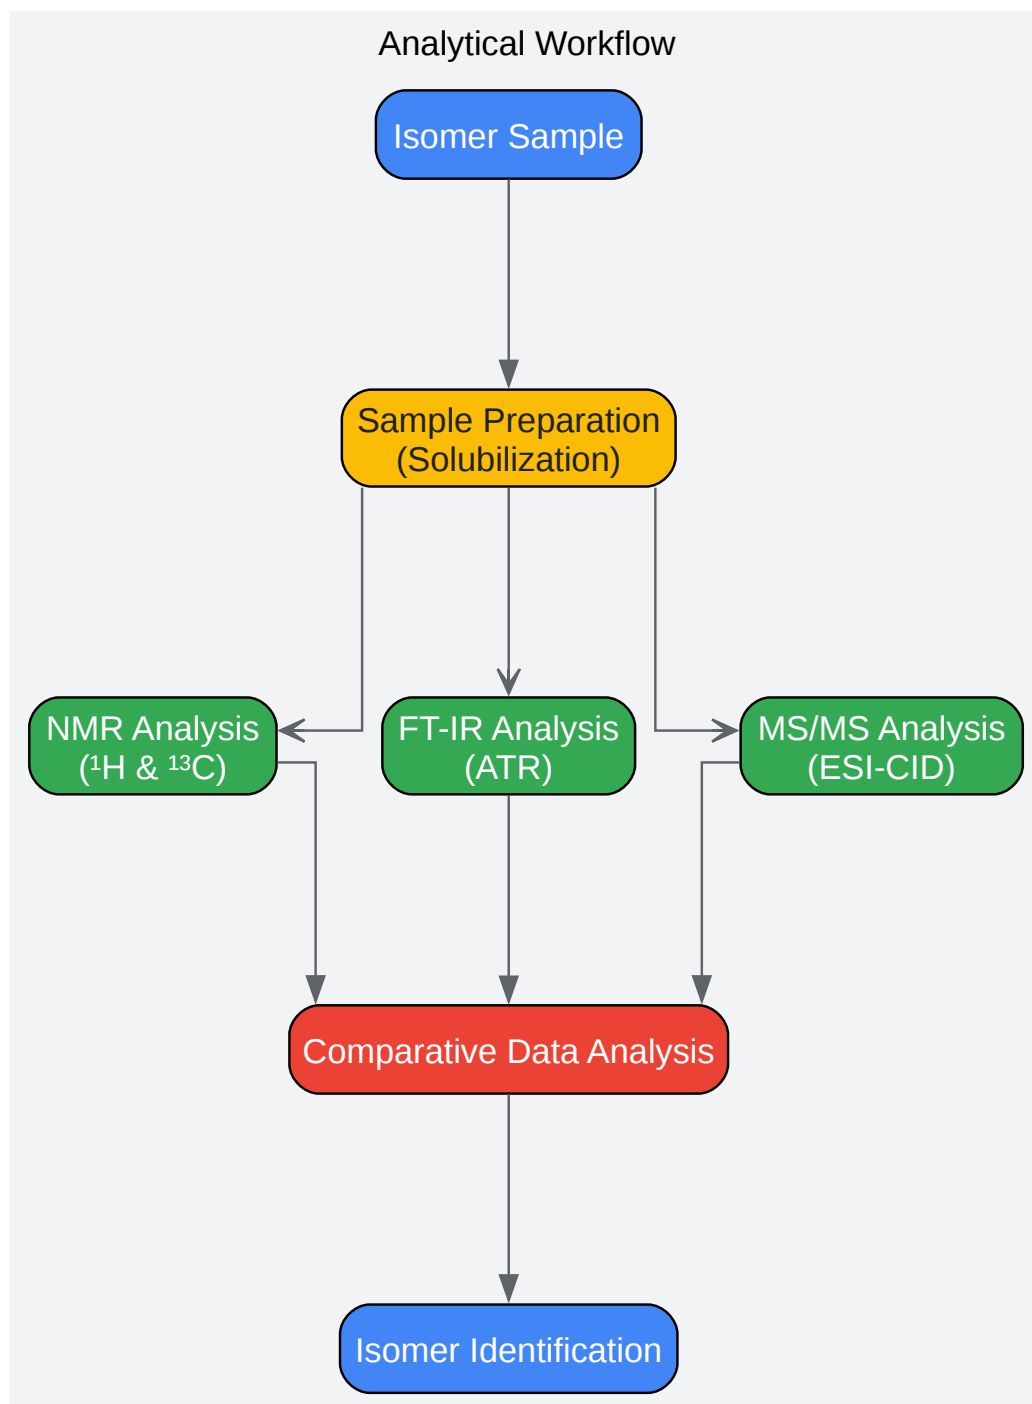 Analytical Workflow
Isomer Sample
Sample Preparation
(Solubilization)
NMR Analysis
(¹H & ¹³C)
FT-IR Analysis
(ATR)
MS/MS Analysis
(ESI-CID)
Comparative Data Analysis
Isomer Identification